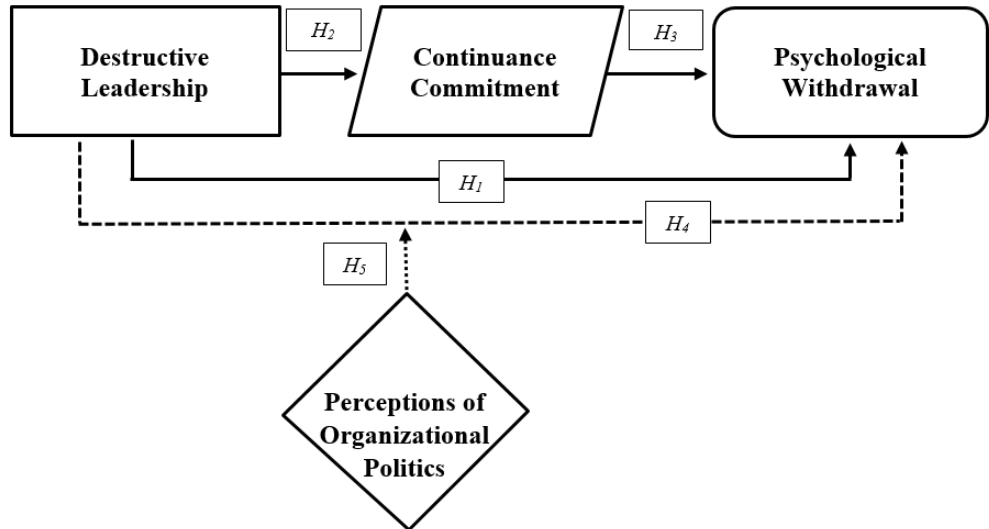 H2
H3
Destructive
Leadership
Continuance
Commitment
Psychological
Withdrawal
H1
H4
H5
Perceptions of
Organizational
Politics